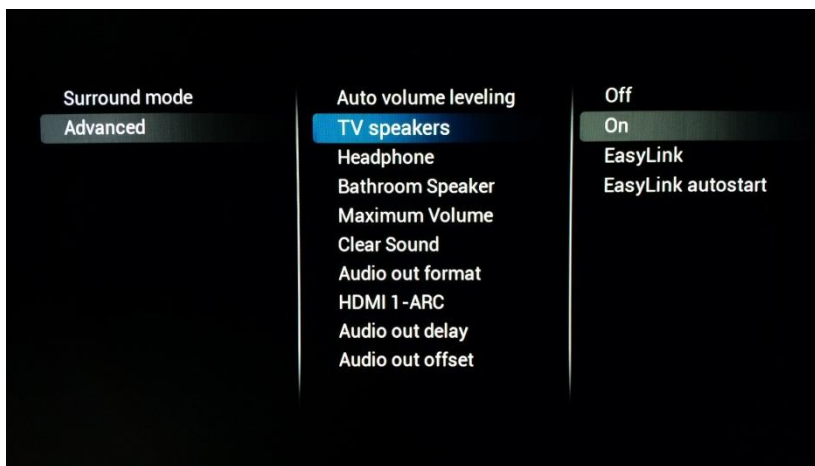 Surround mode
Advanced
Auto volume leveling
TV speakers
Headphone
Bathroom Speaker
Maximum Volume
Clear Sound
Audio out format
HDMI 1-ARC
Audio out delay
Audio out offset
Off
On
EasyLink
EasyLink autostart